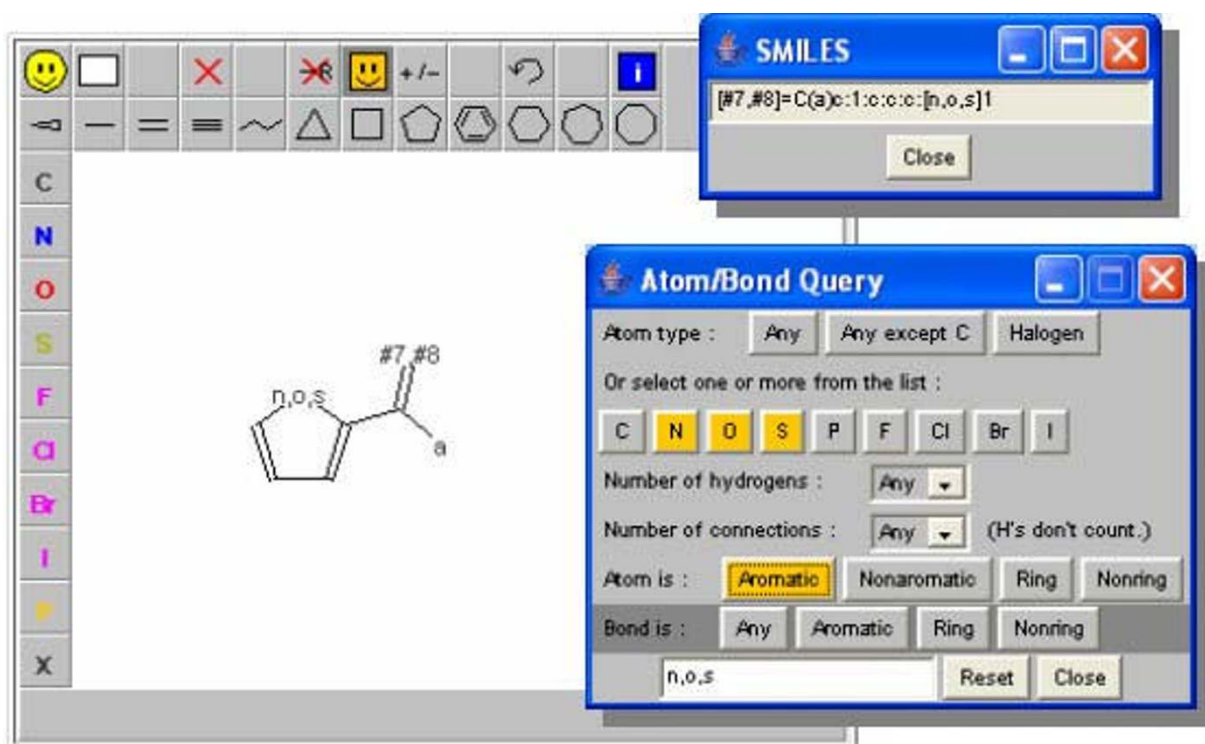 R +/- i
C
N
O
S
F
Cl
Br
I
P
X
#7,#8
n,o,s
a
SMILES
[#7,#8]=C(a)c:1:c:c:c:[n,o,s]1
Close
Atom/Bond Query
Atom type : Any Any except C Halogen
Or select one or more from the list :
C N O S P F Cl Br I
Number of hydrogens : Any
Number of connections : Any (H's don't count.)
Atom is : Aromatic Nonaromatic Ring Nonring
Bond is : Any Aromatic Ring Nonring
n,o,s Reset Close